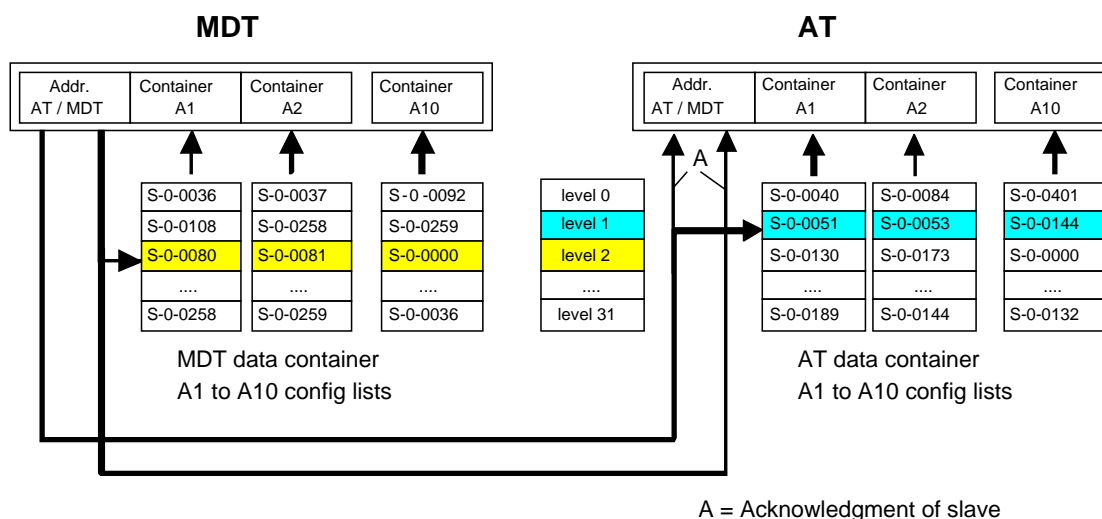 MDT
AT
Addr.
AT / MDT
Container
A1
Container
A2
Container
A10
Addr.
AT / MDT
Container
A1
Container
A2
Container
A10
A
S-0-0036
S-0-0108
S-0-0080
....
S-0-0258
S-0-0037
S-0-0258
S-0-0081
....
S-0-0259
S-0 -0092
S-0-0259
S-0-0000
....
S-0-0036
level 0
level 1
level 2
....
level 31
S-0-0040
S-0-0051
S-0-0130
....
S-0-0189
S-0-0084
S-0-0053
S-0-0173
....
S-0-0144
S-0-0401
S-0-0144
S-0-0000
....
S-0-0132
MDT data container
A1 to A10 config lists
AT data container
A1 to A10 config lists
A = Acknowledgment of slave